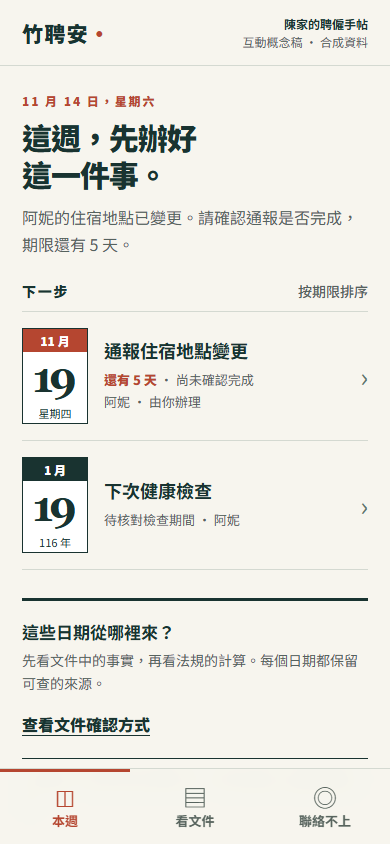 竹聘安
陳家的聘僱手帖
互動概念稿 · 合成資料
11 月 14 日，星期六
這週，先辦好
這一件事。
阿妮的住宿地點已變更。請確認通報是否完成，
期限還有 5 天。
下一步
按期限排序
11 月
19
星期四
通報住宿地點變更
還有 5 天 · 尚未確認完成
阿妮 · 由你辦理
1 月
19
116 年
下次健康檢查
待核對檢查期間 · 阿妮
這些日期從哪裡來？
先看文件中的事實，再看法規的計算。每個日期都保留
可查的來源。
查看文件確認方式
本週
看文件
聯絡不上